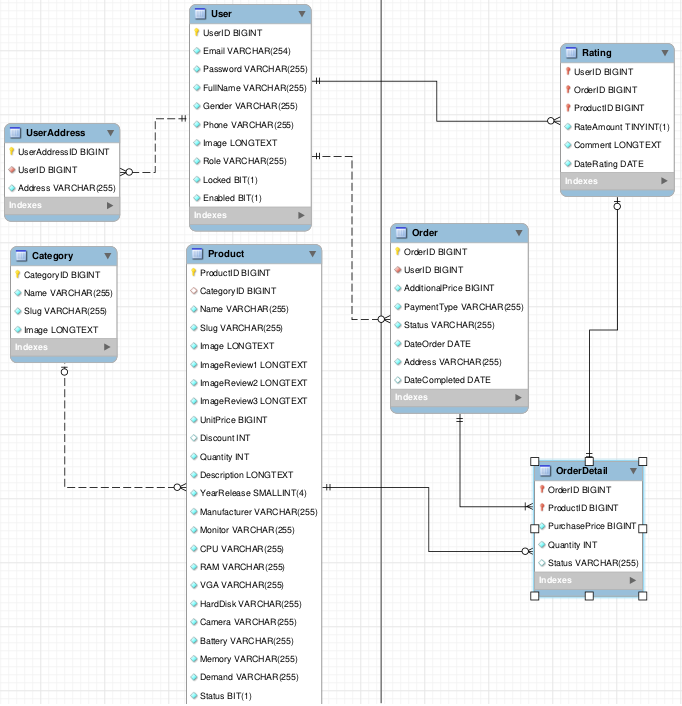 User
UserID BIGINT
Email VARCHAR(254)
Password VARCHAR(255)
FullName VARCHAR(255)
Gender VARCHAR(255)
Phone VARCHAR(255)
Image LONGTEXT
Role VARCHAR(255)
Locked BIT(1)
Enabled BIT(1)
Indexes
Rating
UserID BIGINT
OrderID BIGINT
ProductID BIGINT
RateAmount TINYINT(1)
Comment LONGTEXT
DateRating DATE
Indexes
UserAddress
UserAddressID BIGINT
UserID BIGINT
Address VARCHAR(255)
Indexes
Category
CategoryID BIGINT
Name VARCHAR(255)
Slug VARCHAR(255)
Image LONGTEXT
Indexes
Product
ProductID BIGINT
CategoryID BIGINT
Name VARCHAR(255)
Slug VARCHAR(255)
Image LONGTEXT
ImageReview1 LONGTEXT
ImageReview2 LONGTEXT
ImageReview3 LONGTEXT
UnitPrice BIGINT
Discount INT
Quantity INT
Description LONGTEXT
YearRelease SMALLINT(4)
Manufacturer VARCHAR(255)
Monitor VARCHAR(255)
CPU VARCHAR(255)
RAM VARCHAR(255)
VGA VARCHAR(255)
HardDisk VARCHAR(255)
Camera VARCHAR(255)
Battery VARCHAR(255)
Memory VARCHAR(255)
Demand VARCHAR(255)
Status BIT(1)
Order
OrderID BIGINT
UserID BIGINT
AdditionalPrice BIGINT
PaymentType VARCHAR(255)
Status VARCHAR(255)
DateOrder DATE
Address VARCHAR(255)
DateCompleted DATE
Indexes
OrderDetail
OrderID BIGINT
ProductID BIGINT
PurchasePrice BIGINT
Quantity INT
Status VARCHAR(255)
Indexes